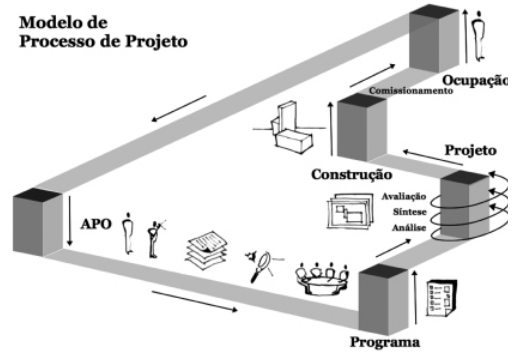 Modelo de
Processo de Projeto
Ocupação
Comissionamento
Projeto
Construção
Avaliação
Síntese
Análise
APO
Programa